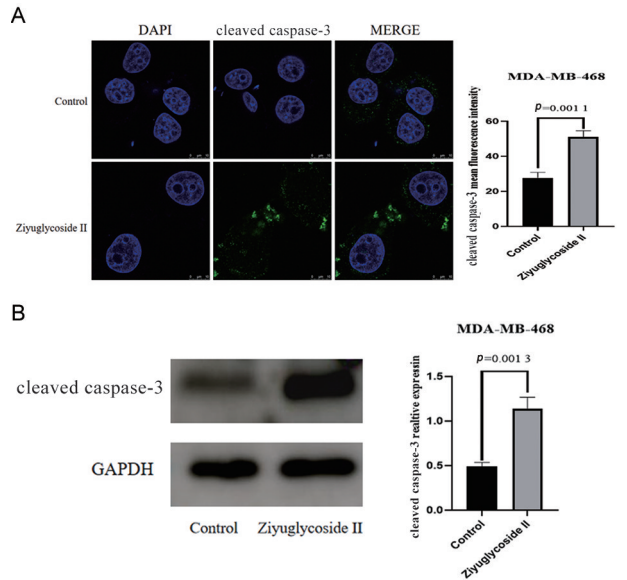 A
DAPI
cleaved caspase-3
MERGE
Control
Ziyuglycoside II
MDA-MB-468
p=0.001 1
cleaved caspase-3 mean fluorescence intensity
60
40
20
0
Control
Ziyuglycoside II
B
cleaved caspase-3
GAPDH
Control
Ziyuglycoside II
MDA-MB-468
p=0.001 3
cleaved caspase-3 realtive expressin
1.5
1.0
0.5
0.0
Control
Ziyuglycoside II